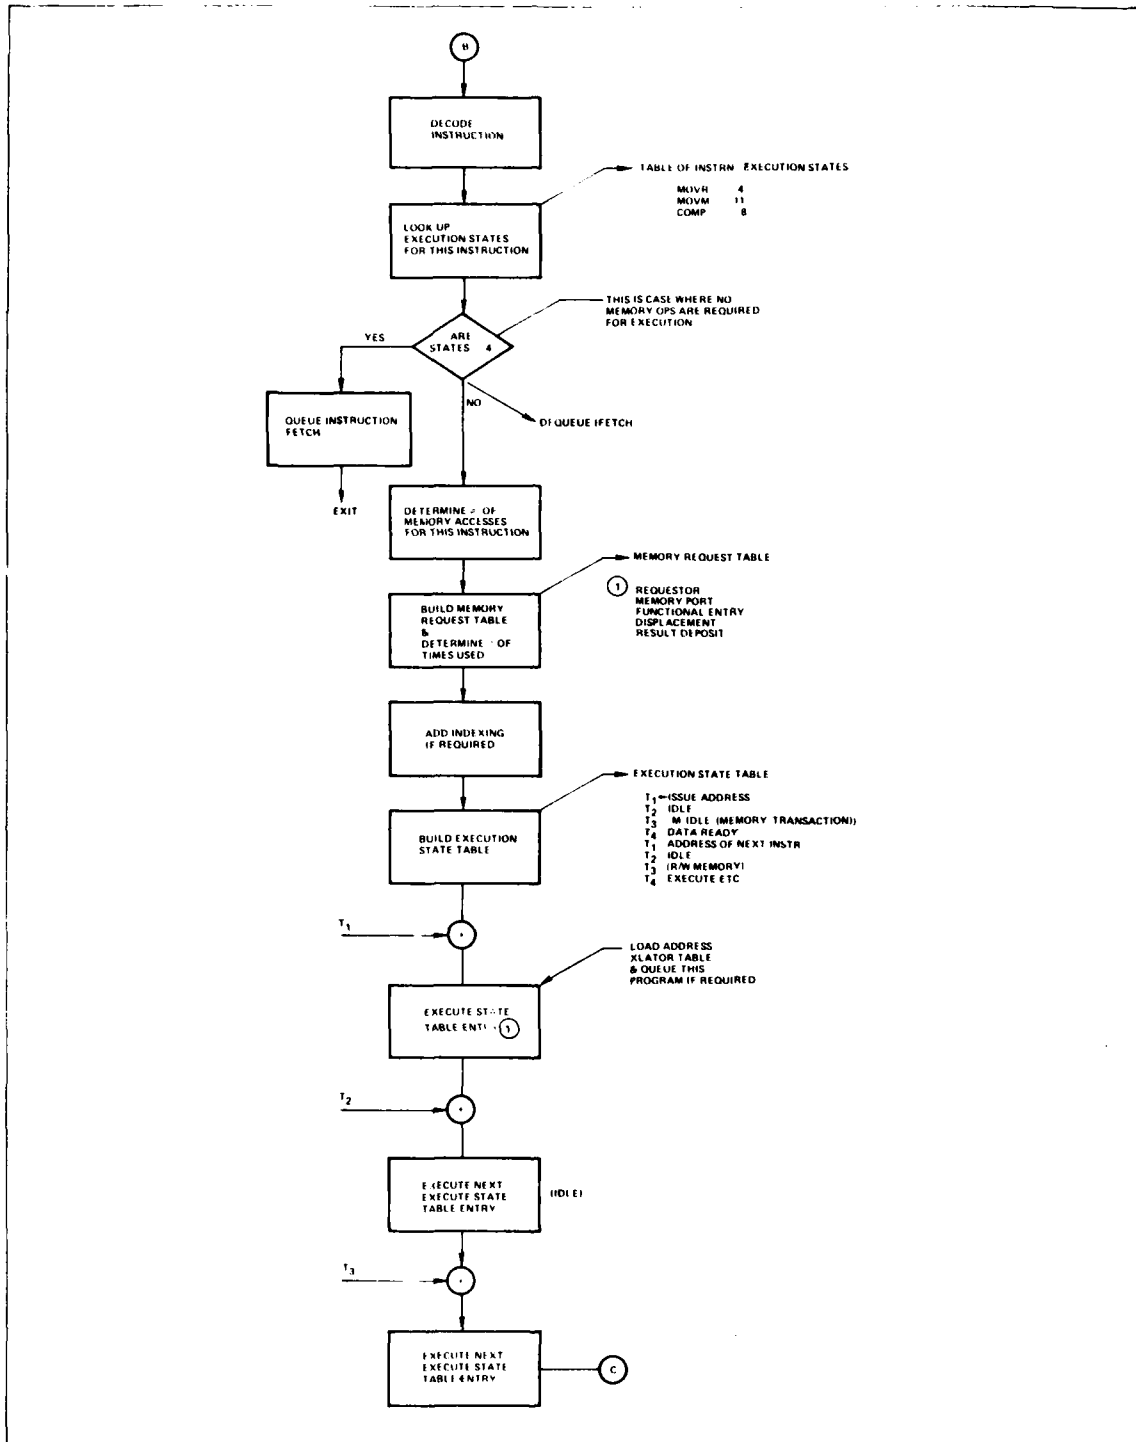 B
DECODE
INSTRUCTION
TABLE OF INSTRN EXECUTION STATES
MOVR 4
MOVM 11
COMP 8
LOOK UP
EXECUTION STATES
FOR THIS INSTRUCTION
THIS IS CASE WHERE NO
MEMORY OPS ARE REQUIRED
FOR EXECUTION
YES
ARE
STATES 4
NO
QUEUE INSTRUCTION
FETCH
DEQUEUE IFETCH
EXIT
DETERMINE OF
MEMORY ACCESSES
FOR THIS INSTRUCTION
MEMORY REQUEST TABLE
1 REQUESTOR
MEMORY PORT
FUNCTIONAL ENTRY
DISPLACEMENT
RESULT DEPOSIT
BUILD MEMORY
REQUEST TABLE
&
DETERMINE OF
TIMES USED
ADD INDEXING
IF REQUIRED
EXECUTION STATE TABLE
T1 ISSUE ADDRESS
T2 IDLE
T3 M IDLE (MEMORY TRANSACTION))
T4 DATA READY
T1 ADDRESS OF NEXT INSTR
T2 IDLE
T3 (R/W MEMORY)
T4 EXECUTE ETC
BUILD EXECUTION
STATE TABLE
T1
LOAD ADDRESS
XLATOR TABLE
& QUEUE THIS
PROGRAM IF REQUIRED
EXECUTE STATE
TABLE 1
T2
EXECUTE NEXT
EXECUTE STATE
TABLE ENTRY
(IDLE)
T3
EXECUTE NEXT
EXECUTE STATE
TABLE ENTRY
C